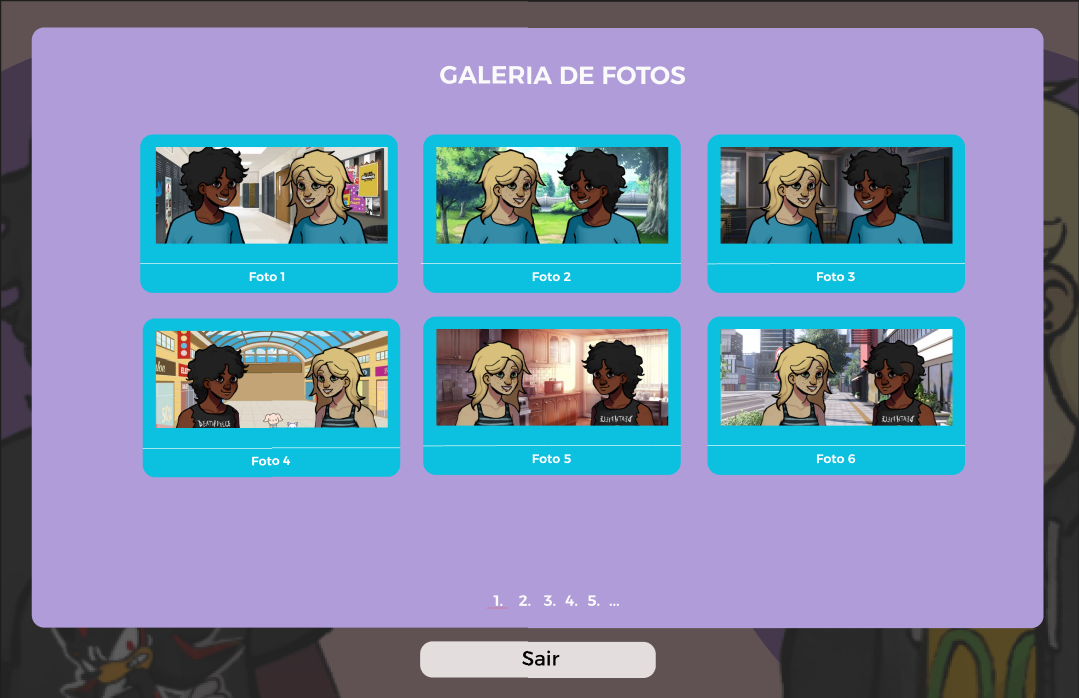 GALERIA DE FOTOS
Foto 1
Foto 2
Foto 3
Foto 4
Foto 5
Foto 6
1. 2. 3. 4. 5. ...
Sair